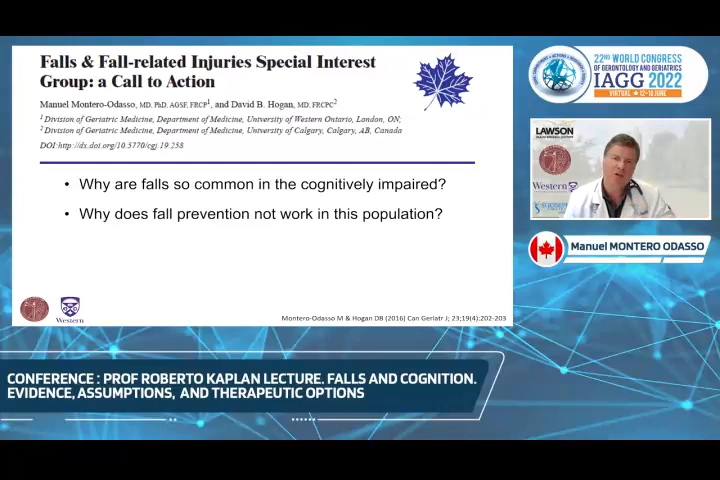 Falls & Fall-related Injuries Special Interest
Group: a Call to Action
Manuel Montero-Odasso, MD, PhD, AGSF, FRCP1, and David B. Hogan, MD, FRCPC2
1Division of Geriatric Medicine, Department of Medicine, University of Western Ontario, London, ON;
2Division of Geriatric Medicine, Department of Medicine, University of Calgary, Calgary, AB, Canada
DOI:http://dx.doi.org/10.5770/cgj.19.258
• Why are falls so common in the cognitively impaired?
• Why does fall prevention not work in this population?
Western
Montero-Odasso M & Hogan DB (2016) Can Geriatr J; 23;19(4):202-203
22ND WORLD CONGRESS
OF GERONTOLOGY AND GERIATRICS
IAGG 2022
VIRTUAL 12-16 JUNE
LAWSON
Western
Manuel MONTERO ODASSO
CONFERENCE : PROF ROBERTO KAPLAN LECTURE. FALLS AND COGNITION.
EVIDENCE, ASSUMPTIONS, AND THERAPEUTIC OPTIONS